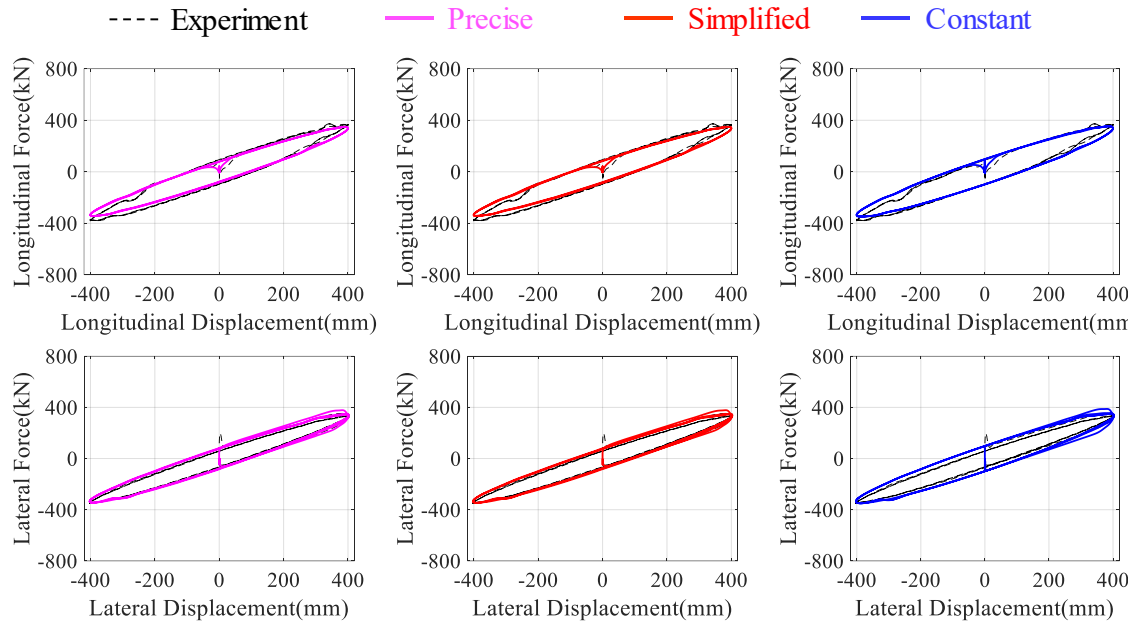 Experiment Precise Simplified Constant
800 800 800
400 400 400
0 0 0
-400 -400 -400
-800 -800 -800
Longitudinal Force(kN) Longitudinal Force(kN) Longitudinal Force(kN)
-400 -200 0 200 400 -400 -200 0 200 400 -400 -200 0 200 400
Longitudinal Displacement(mm) Longitudinal Displacement(mm) Longitudinal Displacement(mm
800 800 800
400 400 400
0 0 0
-400 -400 -400
-800 -800 -800
Lateral Force(kN) Lateral Force(kN) Lateral Force(kN)
-400 -200 0 200 400 -400 -200 0 200 400 -400 -200 0 200 400
Lateral Displacement(mm) Lateral Displacement(mm) Lateral Displacement(mm)